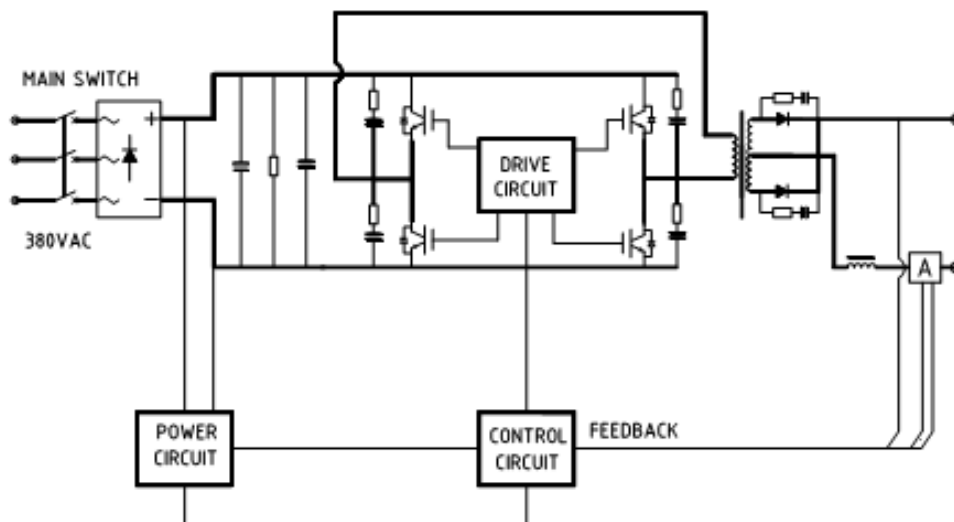 MAIN SWITCH
+
-
380VAC
DRIVE
CIRCUIT
A
POWER
CIRCUIT
CONTROL
CIRCUIT
FEEDBACK